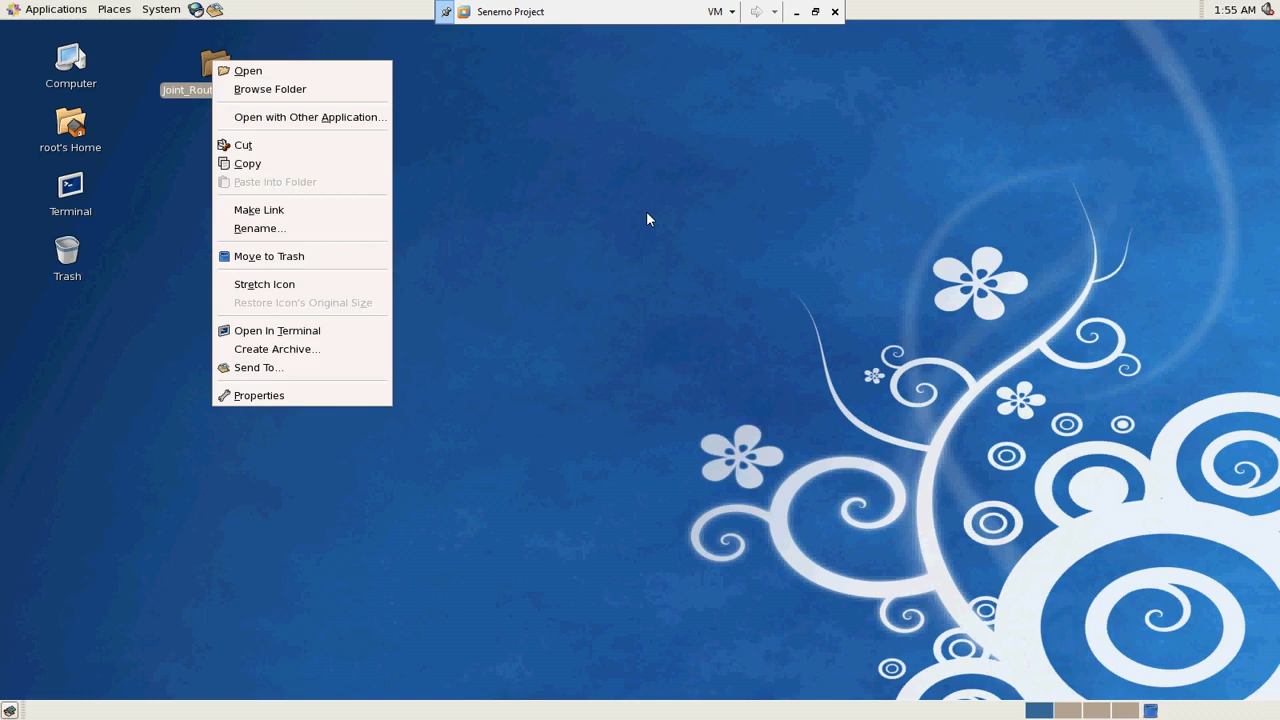 Applications Places System
Senemo Project
VM
1:55 AM
Computer
root's Home
Terminal
Trash
Open
Browse Folder
Open with Other Application...
Cut
Copy
Paste Into Folder
Make Link
Rename...
Move to Trash
Stretch Icon
Restore Icon's Original Size
Open In Terminal
Create Archive...
Send To...
Properties